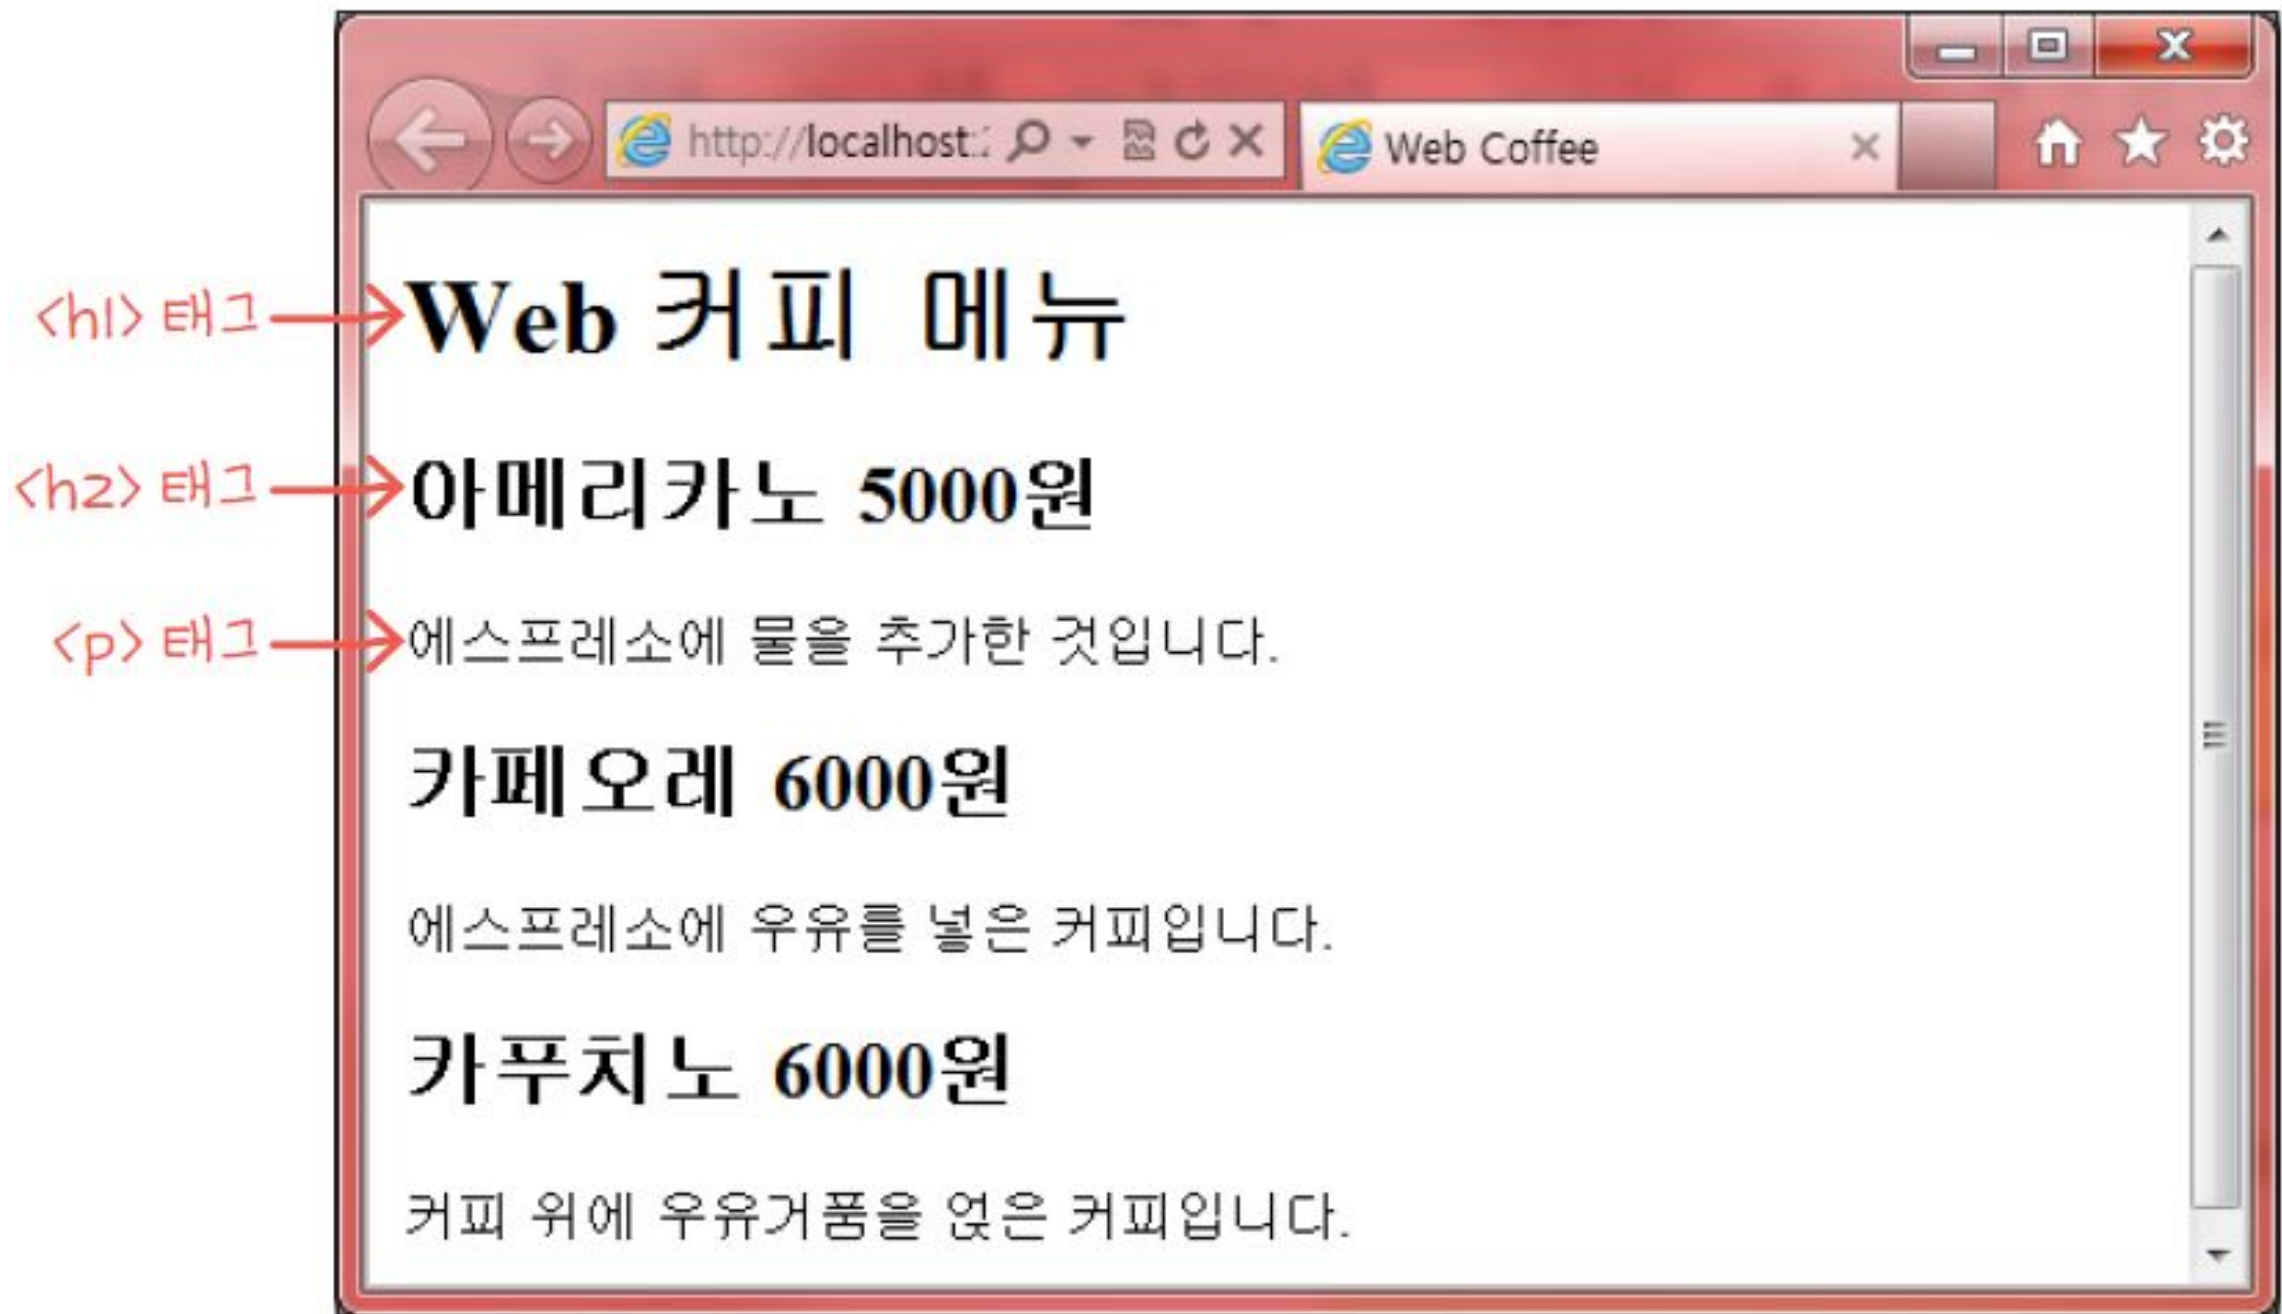 http://localhost:
Web Coffee
<h1> 태그
Web 커피 메뉴
<h2> 태그
아메리카노 5000원
<p> 태그
에스프레소에 물을 추가한 것입니다.
카페오레 6000원
에스프레소에 우유를 넣은 커피입니다.
카푸치노 6000원
커피 위에 우유거품을 얹은 커피입니다.